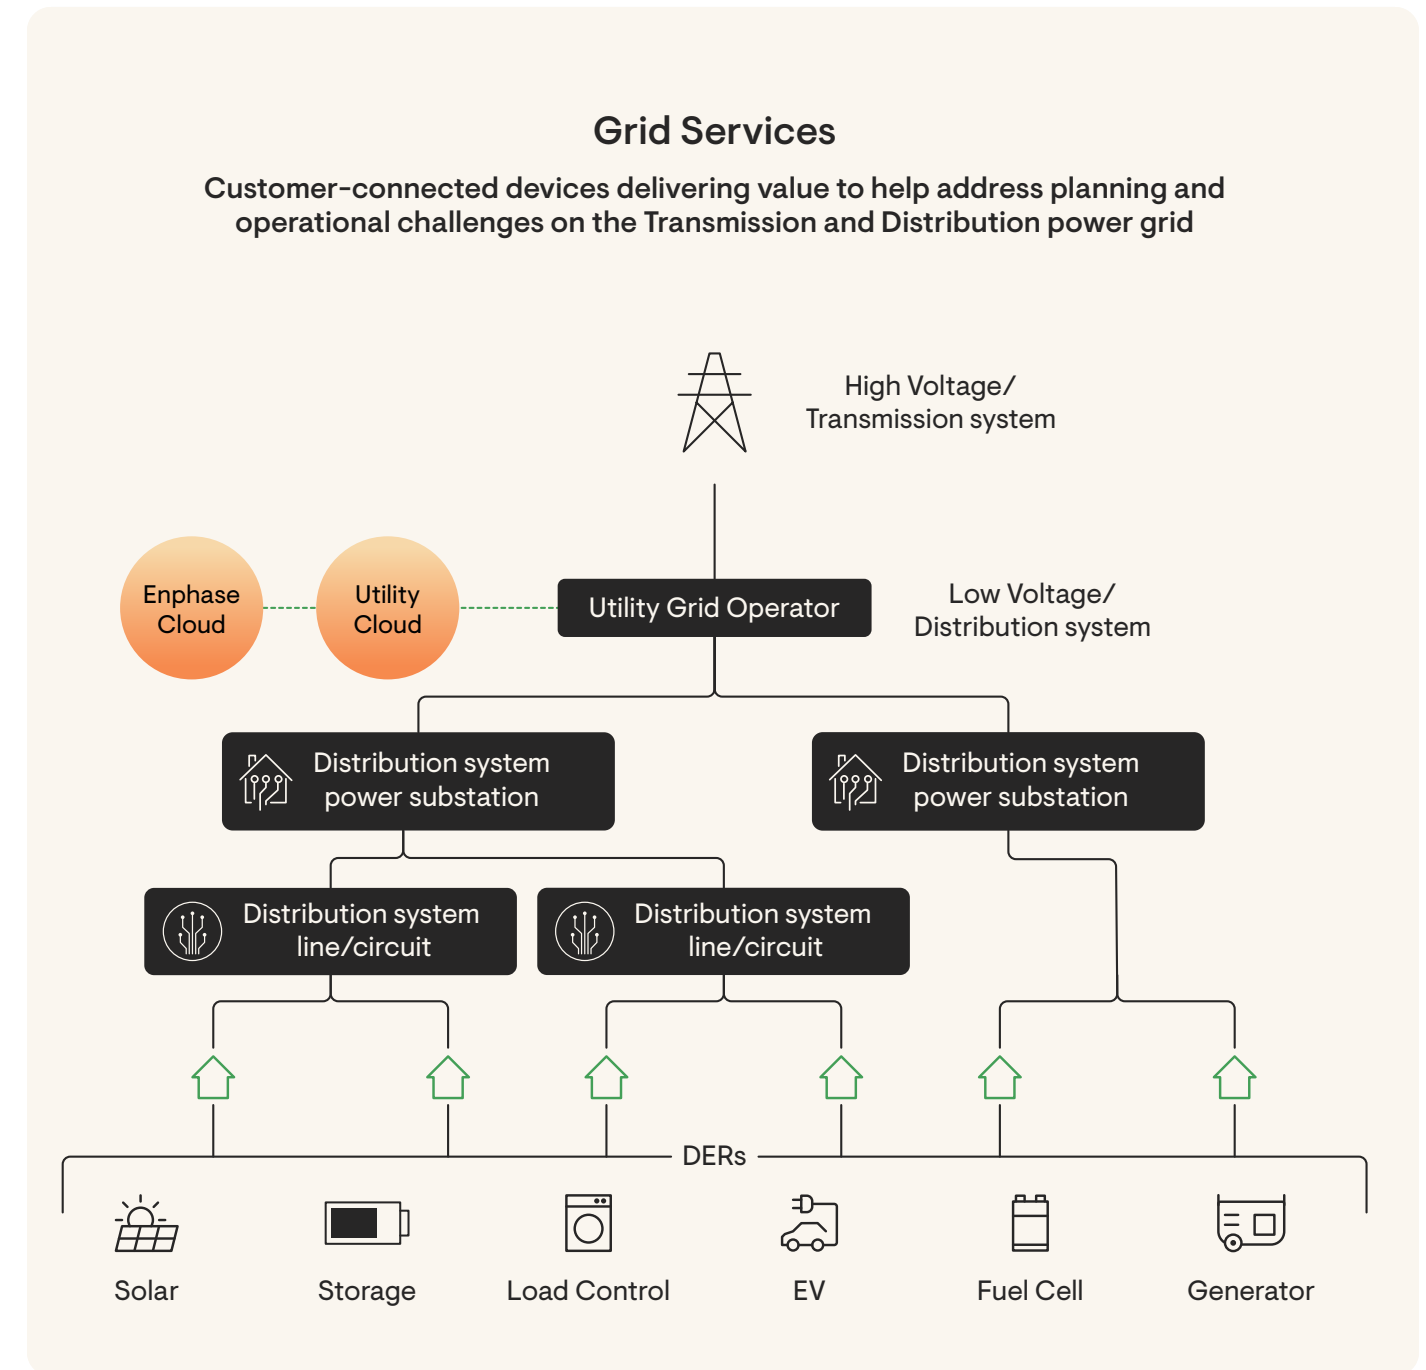 Grid Services
Customer-connected devices delivering value to help address planning and
operational challenges on the Transmission and Distribution power grid
High Voltage/
Transmission system
Enphase
Cloud
Utility
Cloud
Utility Grid Operator
Low Voltage/
Distribution system
Distribution system
power substation
Distribution system
power substation
Distribution system
line/circuit
Distribution system
line/circuit
DERs
Solar
Storage
Load Control
EV
Fuel Cell
Generator